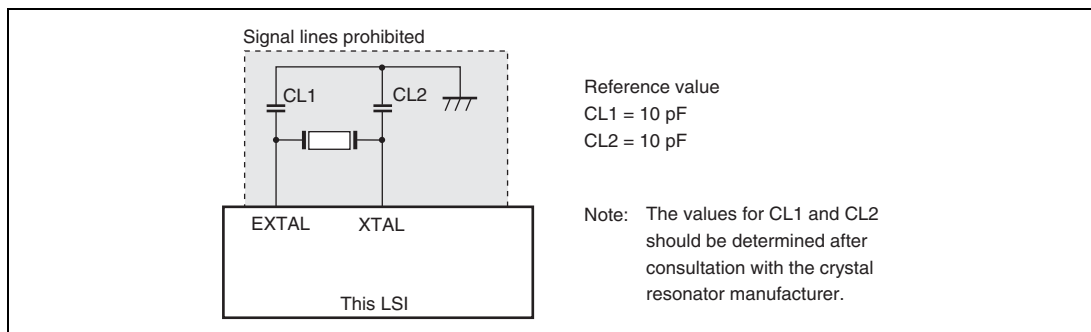 Signal lines prohibited
CL1
CL2
EXTAL
XTAL
This LSI
Reference value
CL1 = 10 pF
CL2 = 10 pF
Note: The values for CL1 and CL2
should be determined after
consultation with the crystal
resonator manufacturer.